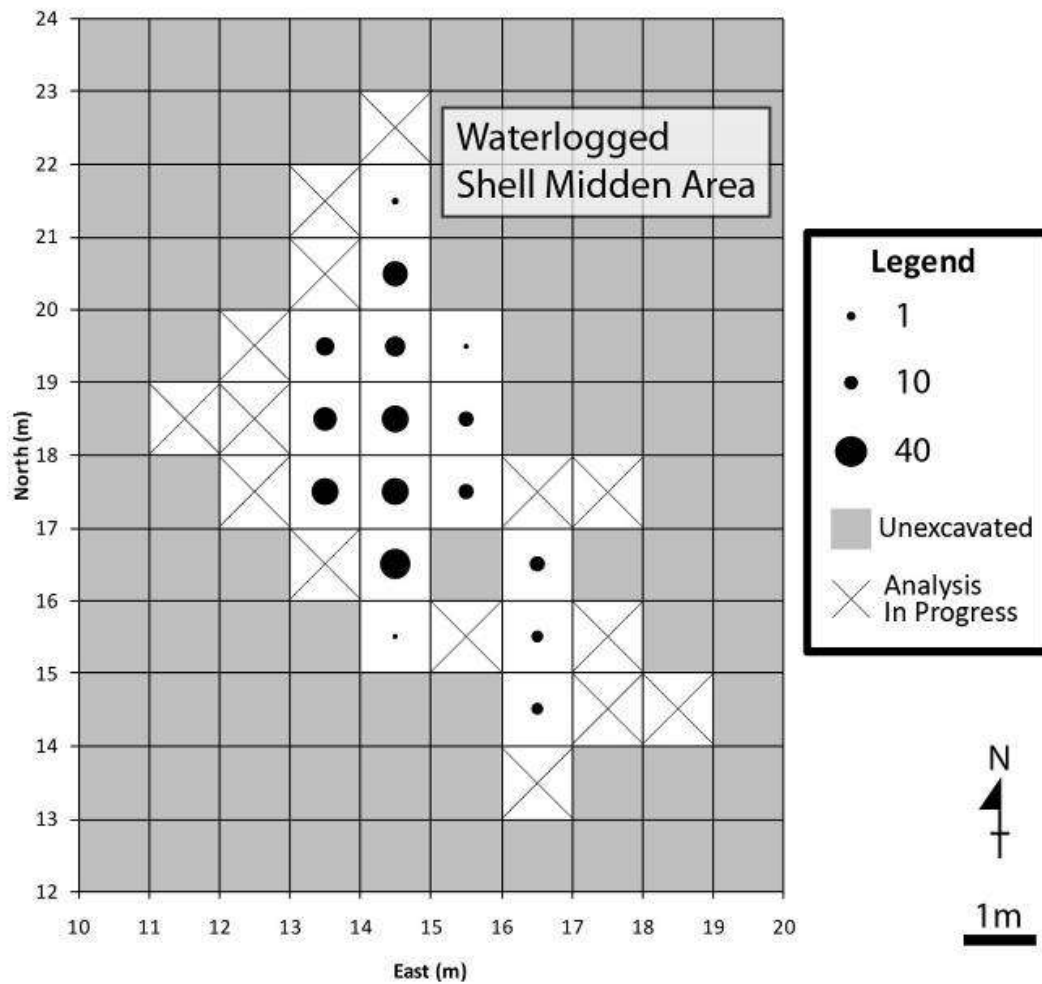 24
23
22
21
20
19
18
17
16
15
14
13
12
North (m)
10 11 12 13 14 15 16 17 18 19 20
East (m)
Waterlogged
Shell Midden Area
Legend
1
10
40
Unexcavated
Analysis
In Progress
N
1m